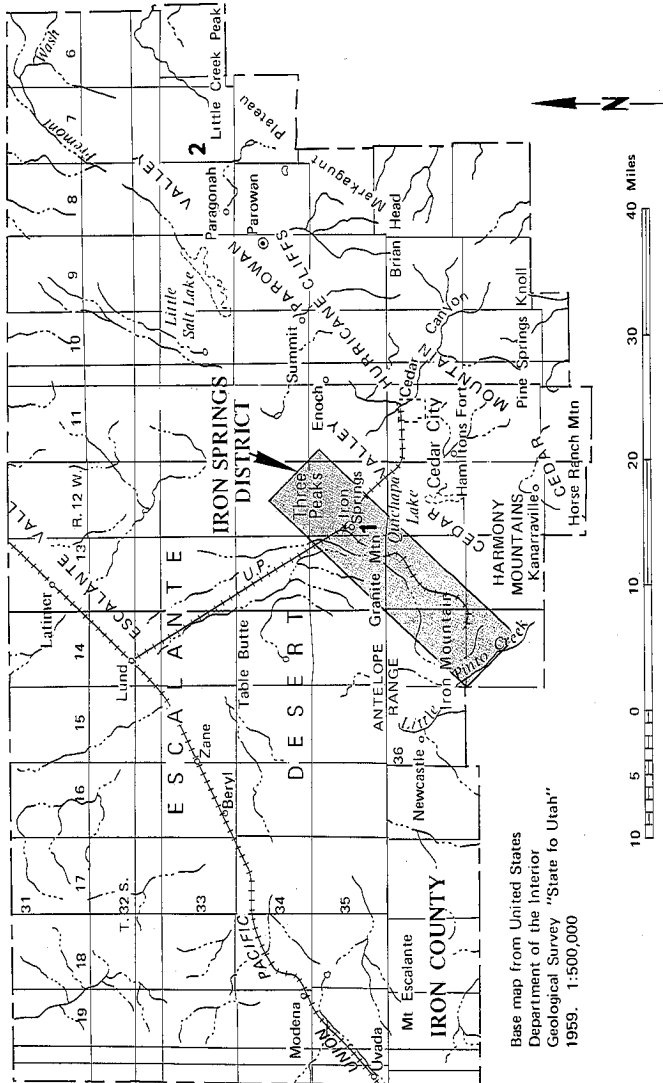 31
T. 32 S.
33
34
35
36
19
18
17
16
15
14
13
R. 12 W.
11
10
9
8
7
6
Fremont
Wash
Little Creek Peak
2
Plateau
Markagunt
VALLEY
Paragonah
Parowan
PAROWAN
Little
Salt Lake
Summit
HURRICANE CLIFFS
Brian Head
Enoch
IRON SPRINGS
DISTRICT
Three
Peaks
Iron
Springs
1
VALLEY
Cedar
Canyon
Cedar City
Quichapa
Lake
Hamiltons Fort
MOUNTAIN
Pine Springs Knoll
CEDAR
CEDAR
HARMONY
MOUNTAINS
Kanarraville
Horse Ranch Mtn
Granite Mtn
Iron Mountain
Little
Pinto Creek
ANTELOPE
RANGE
Newcastle
Table Butte
U.P.
Latimer
Lund
ESCALANTE VALL
Zane
Beryl
ESCALANTE
DESERT
Modena
UNION
PACIFIC
Uvada
Mt Escalante
IRON COUNTY
N
Base map from United States
Department of the Interior
Geological Survey "State fo Utah"
1959. 1:500,000
10 5 0 10 20 30 40 Miles